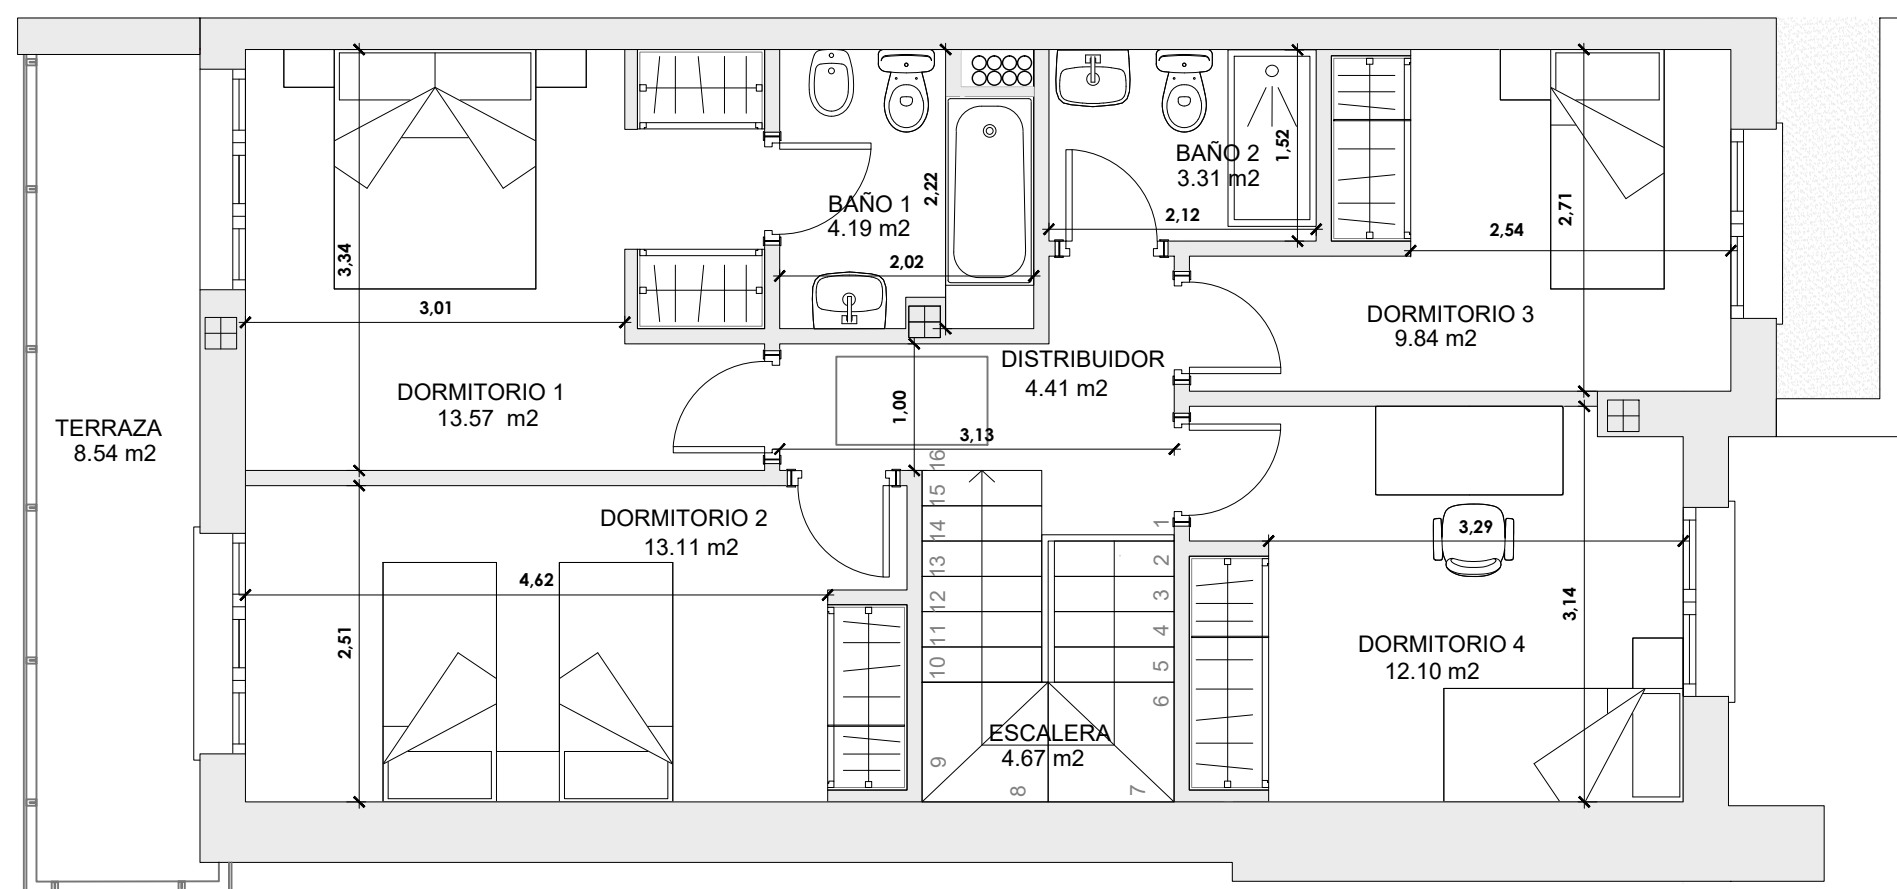 BAÑO 2
3.31 m2
1,52
2,12
BAÑO 1
4.19 m2
2,22
2,02
2,71
2,54
3,34
3,01
DORMITORIO 3
9.84 m2
DISTRIBUIDOR
4.41 m2
DORMITORIO 1
13.57 m2
1,00
3,13
TERRAZA
8.54 m2
DORMITORIO 2
13.11 m2
4,62
2,51
16
15
14
13
12
11
10
9
8
7
6
5
4
3
2
1
3,29
3,14
DORMITORIO 4
12.10 m2
ESCALERA
4.67 m2